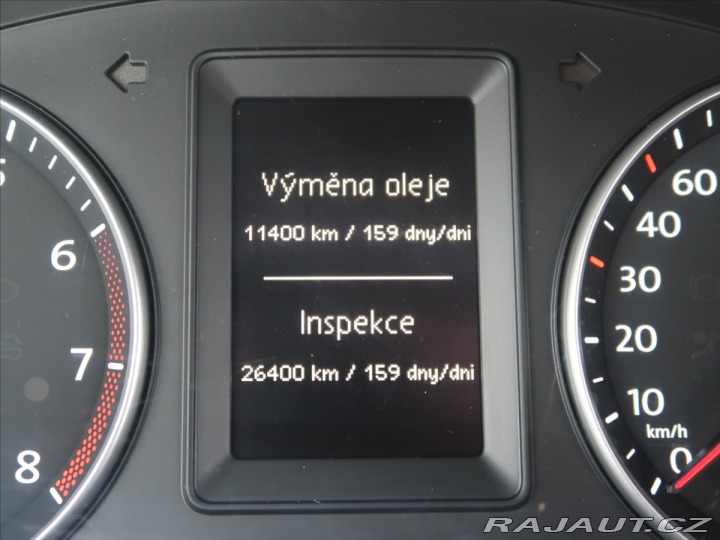 Výměna oleje
11400 km / 159 dny/dni
Inspekce
26400 km / 159 dny/dni
6
7
8
60
40
30
20
10
km/h
0
RAJAUT.CZ